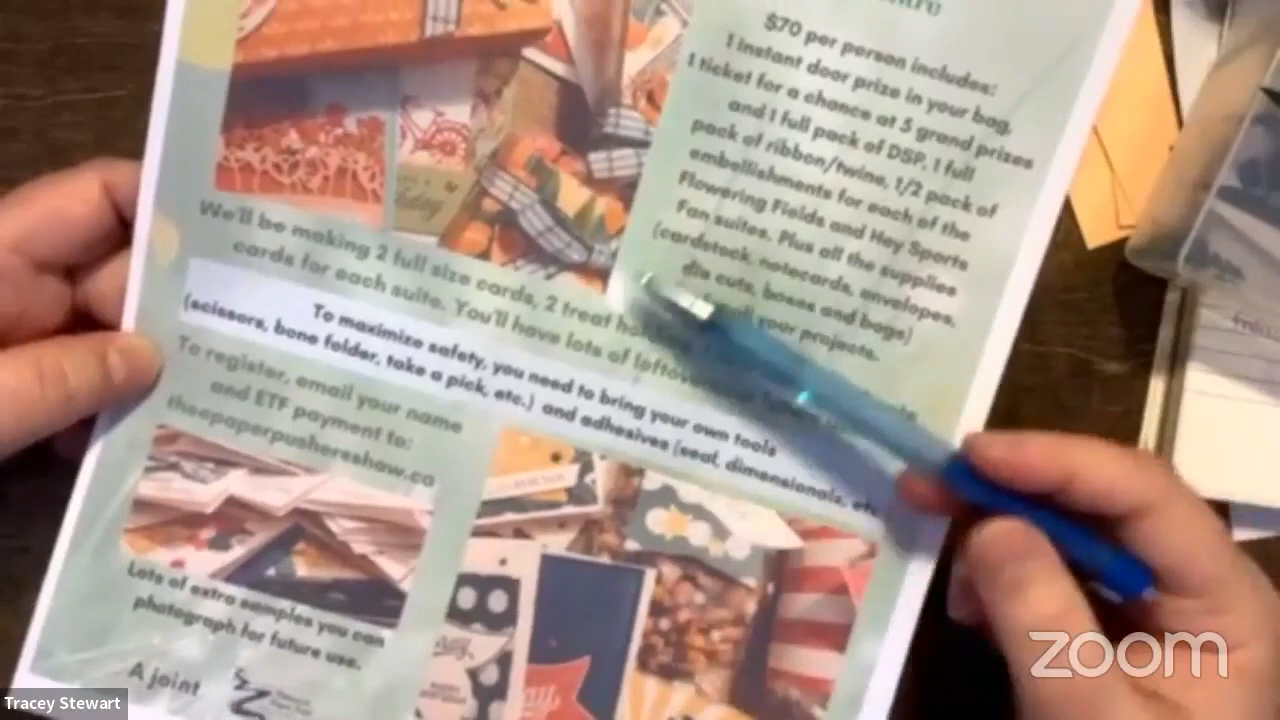 $70 per person includes:
1 instant door prize in your bag,
1 ticket for a chance at 5 grand prizes
and 1 full pack of DSP, 1 full
pack of ribbon/twine, 1/2 pack of
embellishments for each of the
Flowering Fields and Hey Sports
Fan suites. Plus all the supplies
(cardstock, notecards, envelopes,
die cuts, boxes and bags)
your projects.
We'll be making 2 full size cards, 2 treat
cards for each suite. You'll have lots of
To maximize safety, you need to bring your own tools
(scissors, bone folder, take a pick, etc.) and adhesives (seal, dimensionals, etc
To register, email your name
and ETF payment to:
Lots of extra samples you can
photograph for future use.
A joint
Tracey Stewart
zoom